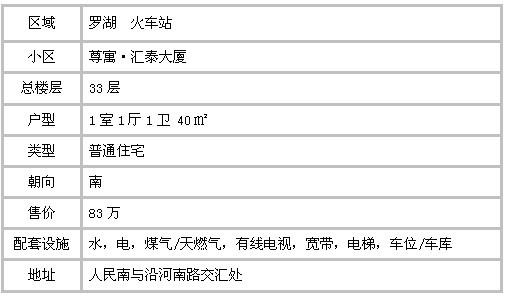 区域 罗湖 火车站
小区 尊寓·汇泰大厦
总楼层 33 层
户型 1 室 1 厅 1 卫 40㎡
类型 普通住宅
朝向 南
售价 83 万
配套设施 水，电，煤气/天燃气，有线电视，宽带，电梯，车位/车库
地址 人民南与沿河南路交汇处